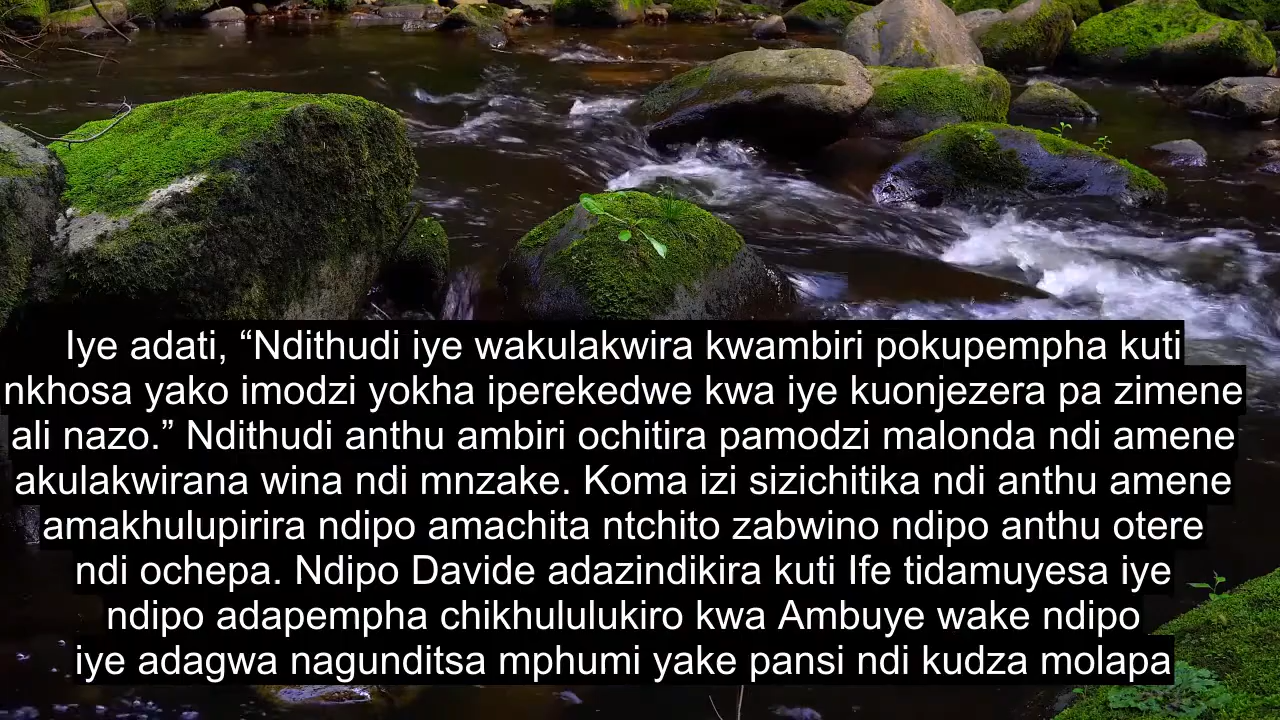 Iye adati, “Ndithudi iye wakulakwira kwambiri pokupempha kuti
nkhosa yako imodzi yokha iperekedwe kwa iye kuonjezera pa zimene
ali nazo.” Ndithudi anthu ambiri ochitira pamodzi malonda ndi amene
akulakwirana wina ndi mnzake. Koma izi sizichitika ndi anthu amene
amakhulupirira ndipo amachita ntchito zabwino ndipo anthu otere
ndi ochepa. Ndipo Davide adazindikira kuti Ife tidamuyesa iye
ndipo adapempha chikhululukiro kwa Ambuye wake ndipo
iye adagwa nagunditsa mphumi yake pansi ndi kudza molapa